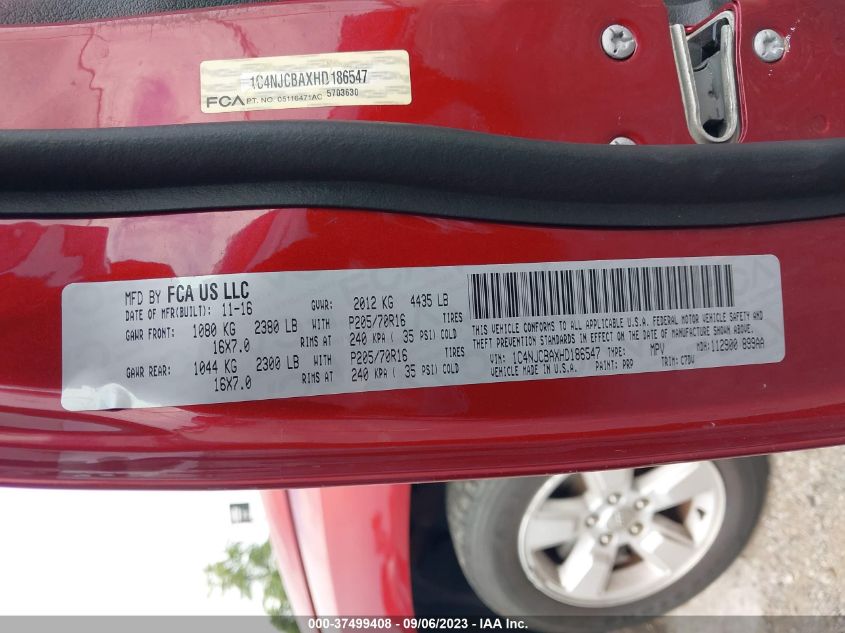 1C4NJCBAXHD186547
FCA PT. NO. 05116471AC 5703630
MFD BY FCA US LLC
DATE OF MFR(BUILT): 11-16 GVWR: 2012 KG 4435 LB
GAWR FRONT: 1080 KG 2380 LB WITH P205/70R16 TIRES
16X7.0 RIMS AT 240 KPA ( 35 PSI) COLD
GAWR REAR: 1044 KG 2300 LB WITH P205/70R16 TIRES
16X7.0 RIMS AT 240 KPA ( 35 PSI) COLD
THIS VEHICLE CONFORMS TO ALL APPLICABLE U.S.A. FEDERAL MOTOR VEHICLE SAFETY AND
THEFT PREVENTION STANDARDS IN EFFECT ON THE DATE OF MANUFACTURE SHOWN ABOVE.
VIN: 1C4NJCBAXHD186547 TYPE: MPV MDH: 112900 899AA
VEHICLE MADE IN U.S.A. PAINT: PRP TRIM: C7DV
000-37499408 - 09/06/2023 - IAA Inc.